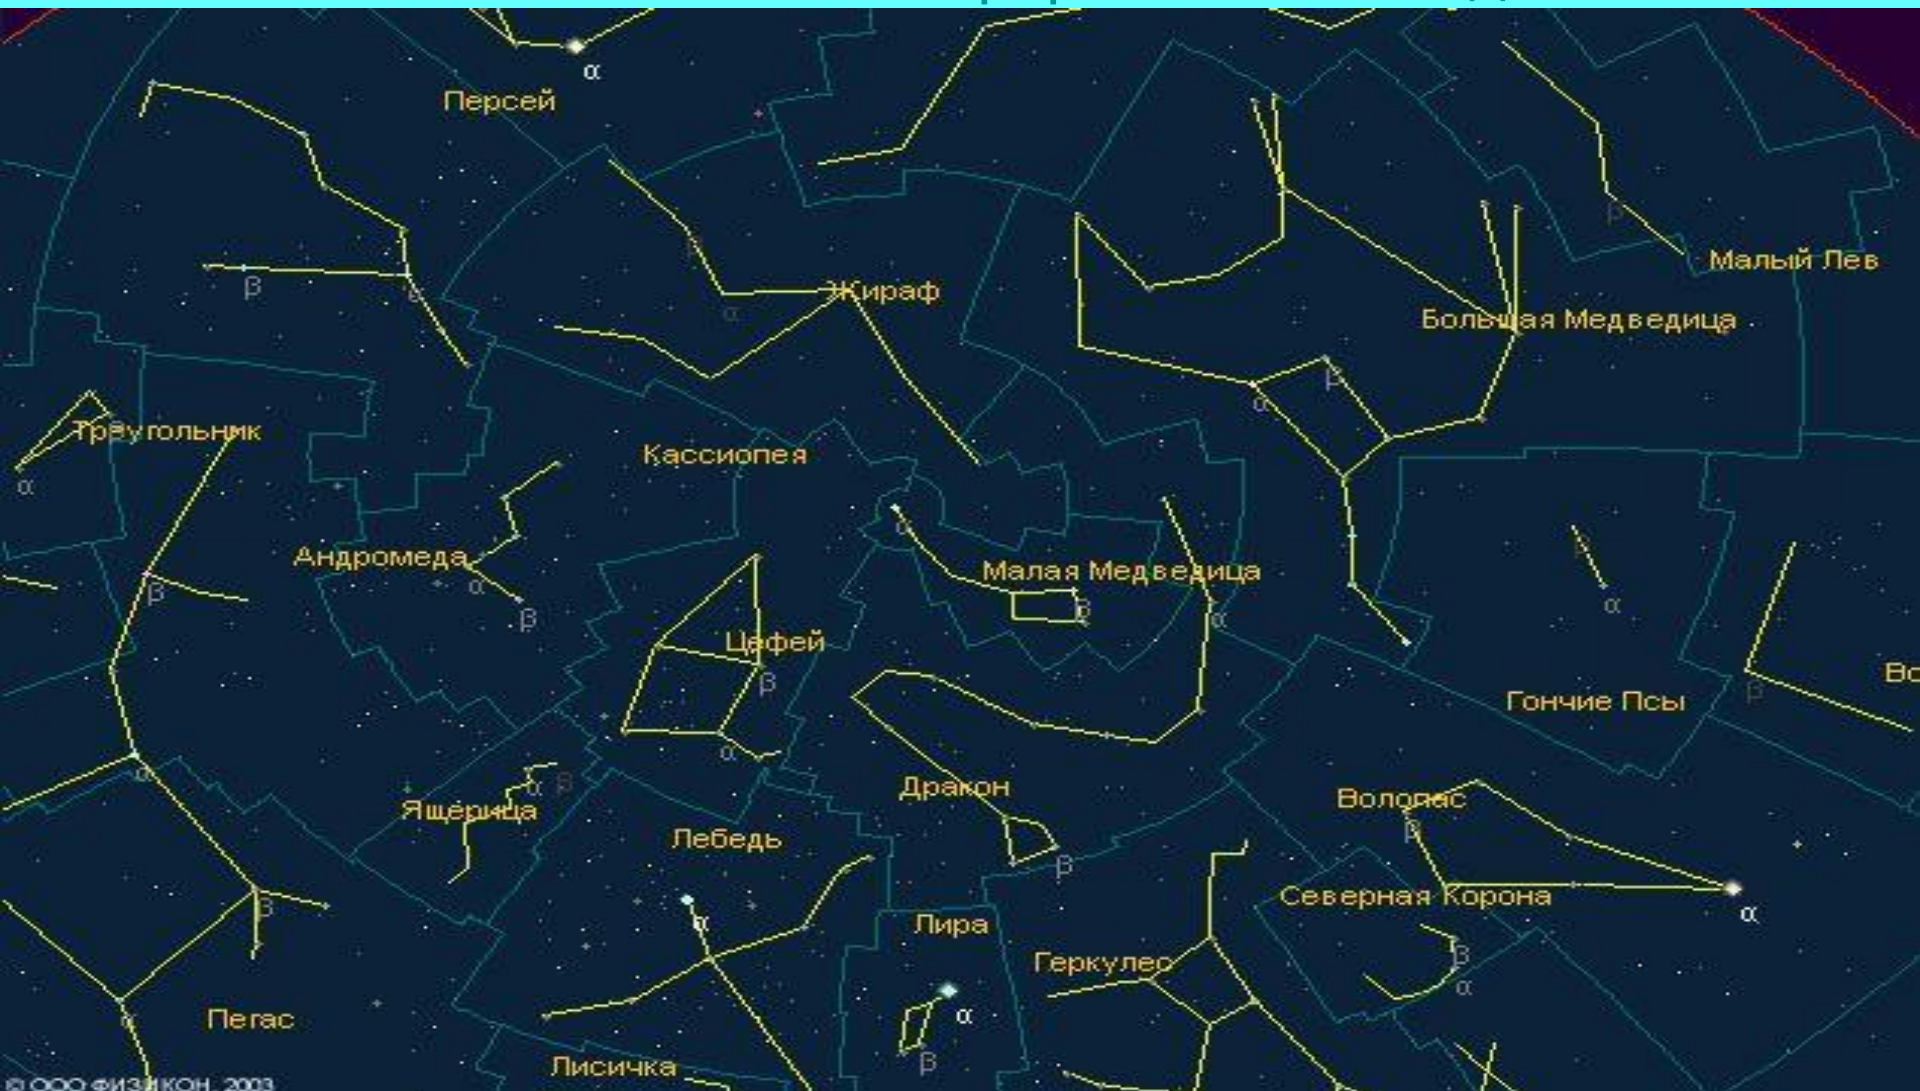 α
Персей
β
β
ε
Жираф
α
β
Малый Лев
Большая Медведица
β
α
Треугольник
α
Кассиопея
Андромеда
α
β
β
α
Малая Медведица
β
α
β
α
Цефей
β
α
Гончие Псы
Во
β
α
Дракон
β
Ящерица
α
β
Лебедь
α
Волопас
β
α
Северная Корона
β
α
β
Лира
α
β
Геркулес
Пегас
α
Лисичка
© ООО ФИЗИКОН, 2003